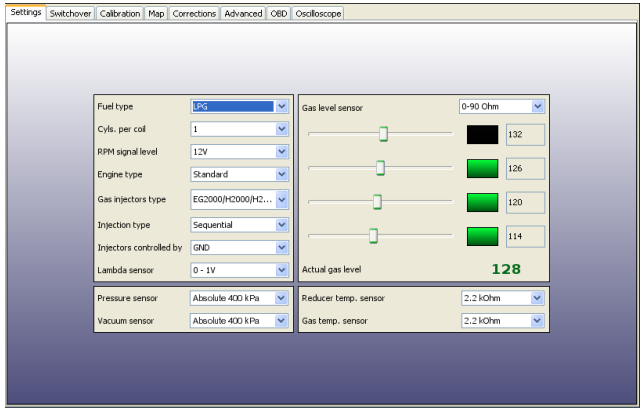 Settings Switchover Calibration Map Corrections Advanced OBD Oscilloscope
Fuel type LPG
Cyls. per coil 1
RPM signal level 12V
Engine type Standard
Gas injectors type EG2000/H2000/H2...
Injection type Sequential
Injectors controlled by GND
Lambda sensor 0 - 1V
Gas level sensor 0-90 Ohm
132
126
120
114
Actual gas level 128
Pressure sensor Absolute 400 kPa
Vacuum sensor Absolute 400 kPa
Reducer temp. sensor 2.2 kOhm
Gas temp. sensor 2.2 kOhm